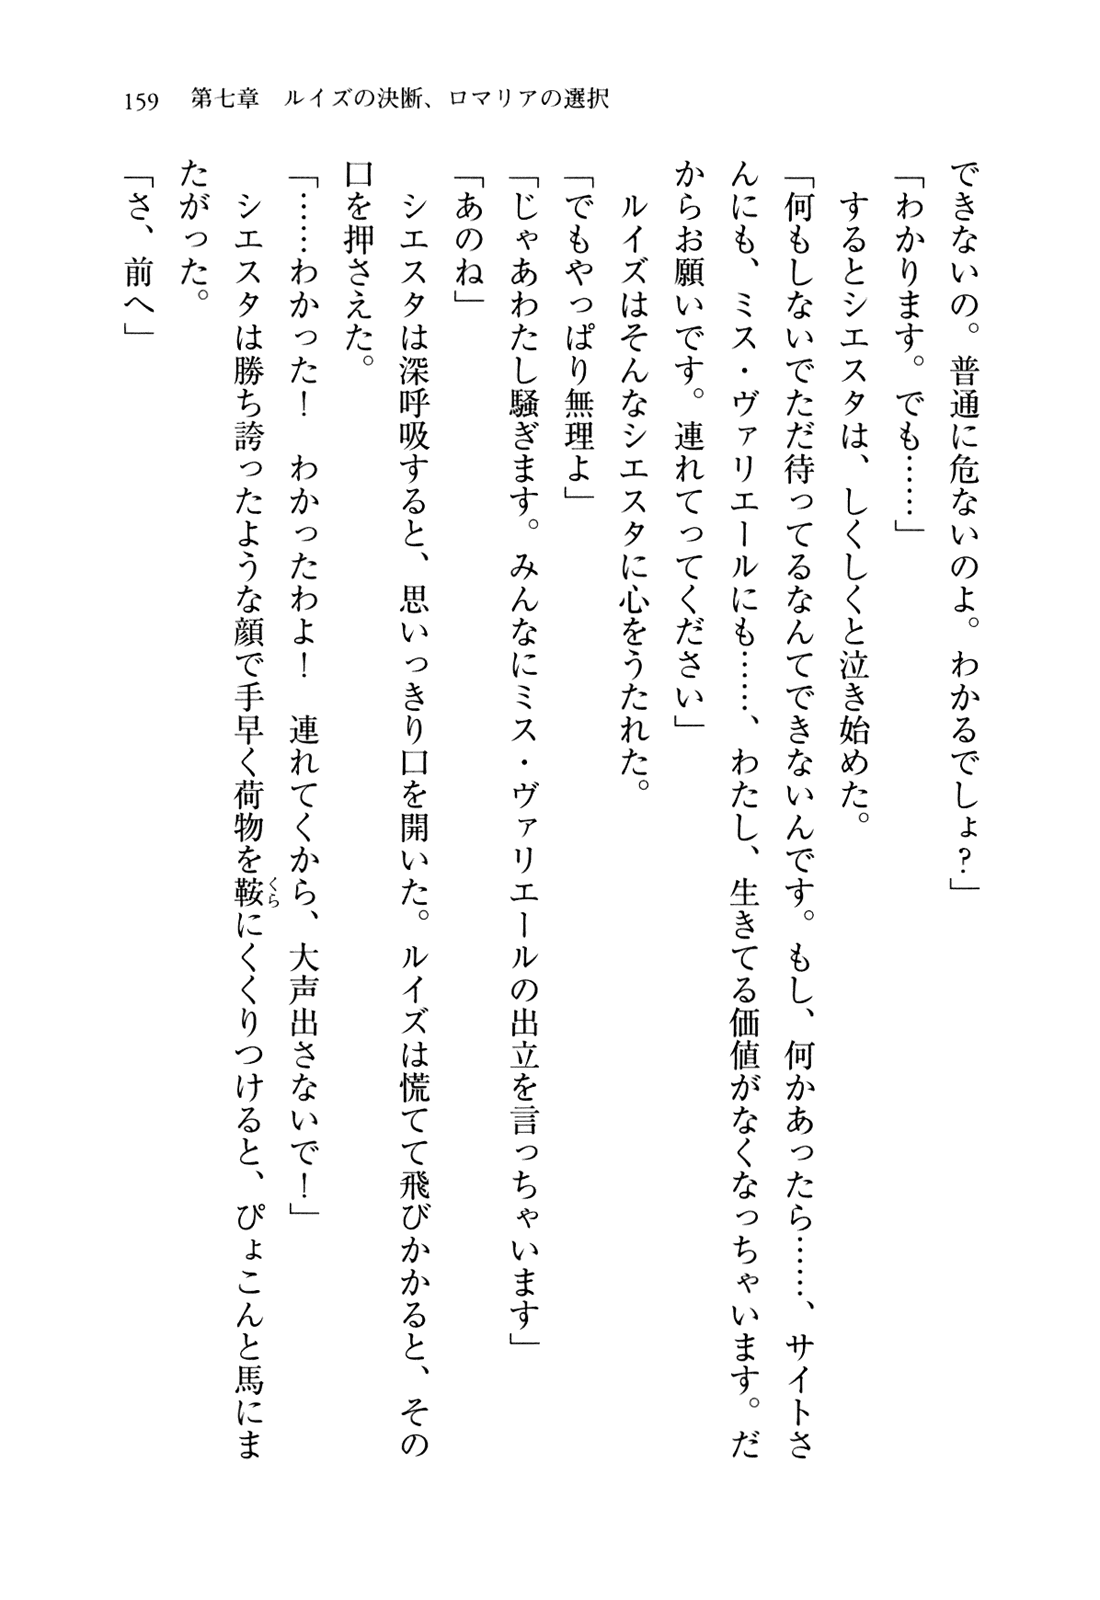 159　第七章　ルイズの決断、ロマリアの選択
できないの。普通に危ないのよ。わかるでしょ?」
「わかります。でも……」
　するとシエスタは、しくしくと泣き始めた。
「何もしないでただ待ってるなんてできないんです。もし、何かあったら……、サイトさ
んにも、ミス・ヴァリエールにも……、わたし、生きてる価値がなくなっちゃいます。だ
からお願いです。連れてってください」
　ルイズはそんなシエスタに心をうたれた。
「でもやっぱり無理よ」
「じゃあわたし騒ぎます。みんなにミス・ヴァリエールの出立を言っちゃいます」
「あのね」
　シエスタは深呼吸すると、思いっきり口を開いた。ルイズは慌てて飛びかかると、その
口を押さえた。
「……わかった!　わかったわよ!　連れてくから、大声出さないで!」
　シエスタは勝ち誇ったような顔で手早く荷物を鞍くらにくくりつけると、ぴょこんと馬にま
たがった。
「さ、前へ」